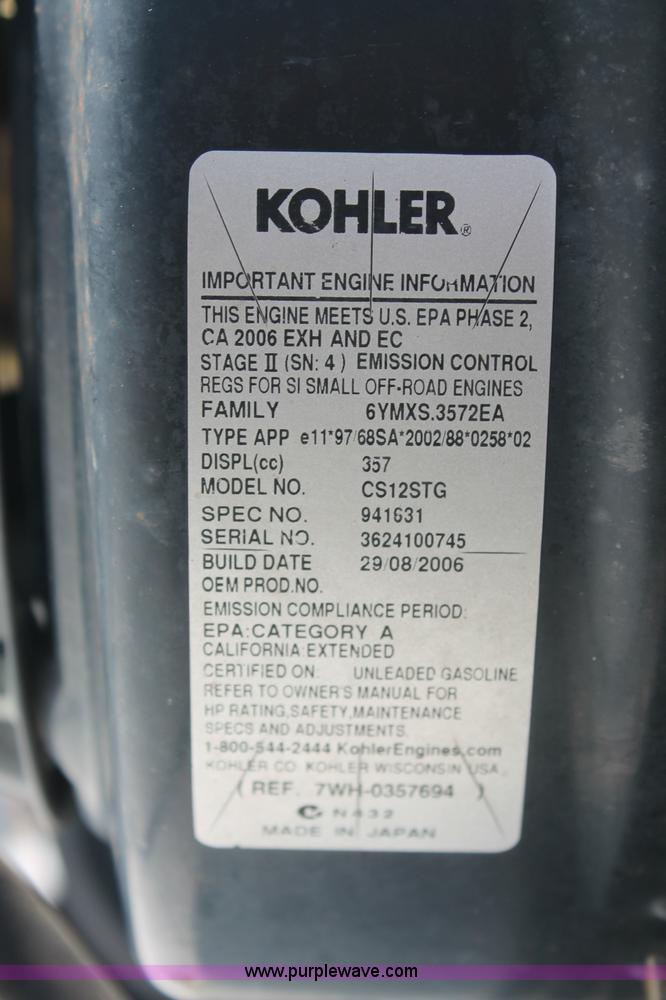 KOHLER®
IMPORTANT ENGINE INFORMATION
THIS ENGINE MEETS U.S. EPA PHASE 2,
CA 2006 EXH AND EC
STAGE II (SN: 4) EMISSION CONTROL
REGS FOR SI SMALL OFF-ROAD ENGINES
FAMILY 6YMXS.3572EA
TYPE APP e11*97/68SA*2002/88*0258*02
DISPL(cc) 357
MODEL NO. CS12STG
SPEC NO. 941631
SERIAL NO. 3624100745
BUILD DATE 29/08/2006
OEM PROD.NO.
EMISSION COMPLIANCE PERIOD:
EPA:CATEGORY A
CALIFORNIA:EXTENDED
CERTIFIED ON: UNLEADED GASOLINE
REFER TO OWNER'S MANUAL FOR
HP RATING,SAFETY,MAINTENANCE
SPECS AND ADJUSTMENTS.
1-800-544-2444 KohlerEngines.com
KOHLER CO. KOHLER WISCONSIN USA
(REF. 7WH-0357694 )
N432
MADE IN JAPAN
www.purplewave.com